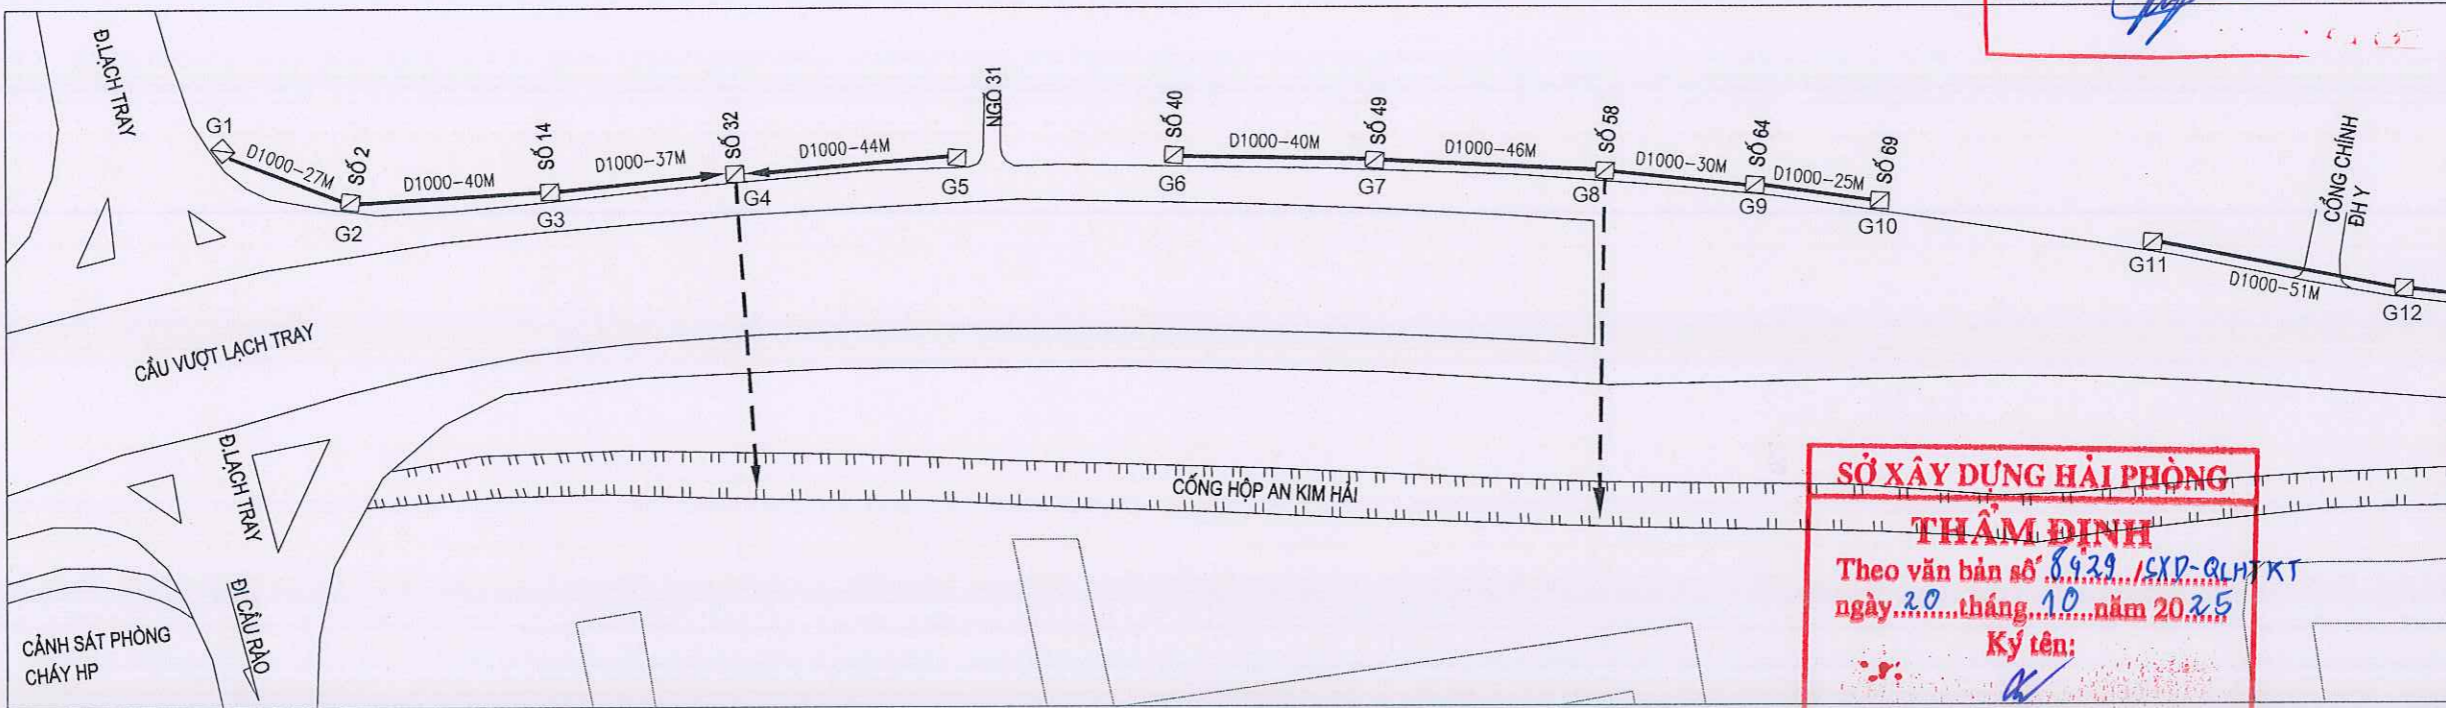 Đ.LẠCH TRAY
G1
D1000-27M
SỐ 2
G2
D1000-40M
SỐ 14
G3
D1000-37M
SỐ 32
G4
D1000-44M
G5
NGÕ 31
SỐ 40
G6
D1000-40M
SỐ 49
G7
D1000-46M
SỐ 58
G8
D1000-30M
SỐ 64
G9
D1000-25M
SỐ 69
G10
G11
D1000-51M
CỔNG CHÍNH
ĐH Y
G12
CẦU VƯỢT LẠCH TRAY
Đ.LẠCH TRAY
ĐI CẦU RÀO
CẢNH SÁT PHÒNG
CHÁY HP
CỐNG HỘP AN KIM HẢI
SỞ XÂY DỰNG HẢI PHÒNG
THẨM ĐỊNH
Theo văn bản số 8429/SXD-QLHTKT
ngày 20 tháng 10 năm 2025
Ký tên: